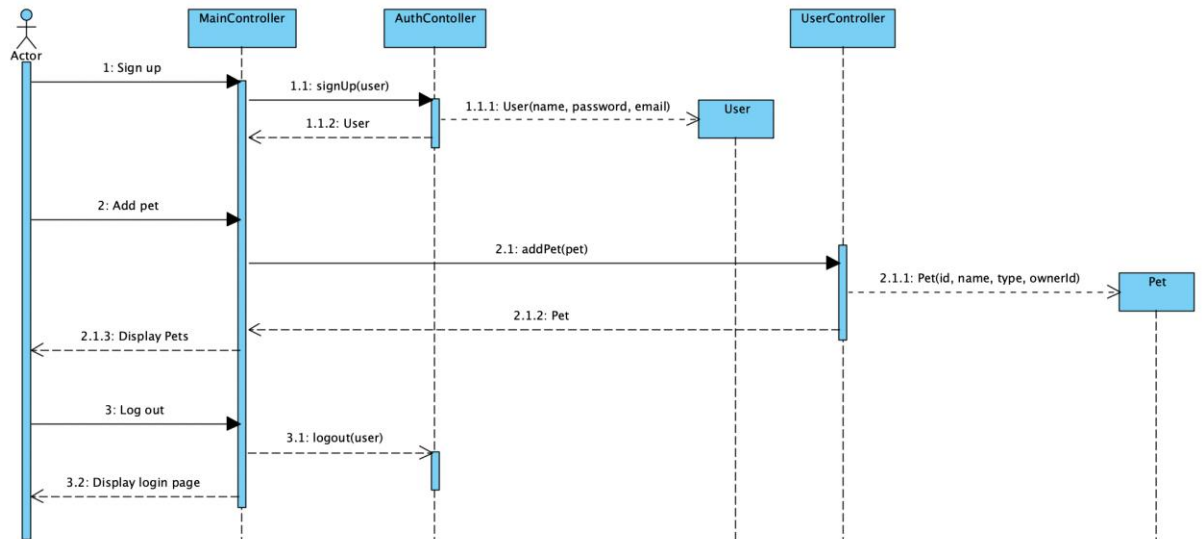 MainController
AuthContoller
UserController
Actor
1: Sign up
1.1: signUp(user)
1.1.1: User(name, password, email)
User
1.1.2: User
2: Add pet
2.1: addPet(pet)
2.1.1: Pet(id, name, type, ownerId)
Pet
2.1.2: Pet
2.1.3: Display Pets
3: Log out
3.1: logout(user)
3.2: Display login page